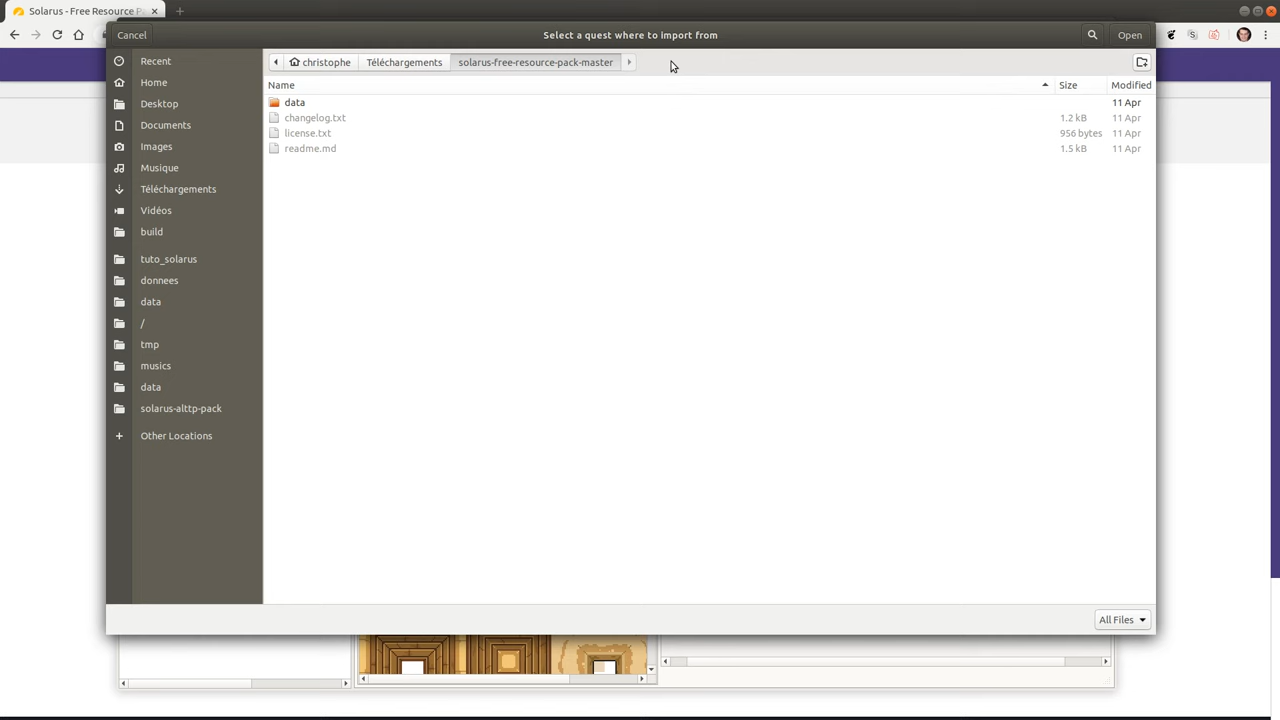 Solarus - Free Resource P
Cancel
Select a quest where to import from
Open
Recent
Home
Desktop
Documents
Images
Musique
Téléchargements
Vidéos
build
tuto_solarus
donnees
data
/
tmp
musics
data
solarus-alttp-pack
Other Locations
christophe Téléchargements solarus-free-resource-pack-master
Name Size Modified
data 11 Apr
changelog.txt 1.2 kB 11 Apr
license.txt 956 bytes 11 Apr
readme.md 1.5 kB 11 Apr
All Files